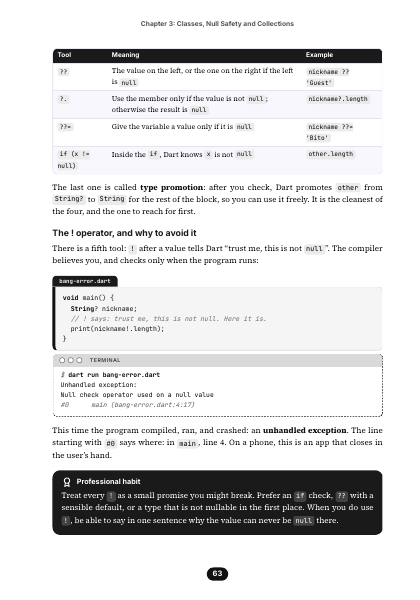 Chapter 3: Classes, Null Safety and Collections
Tool Meaning Example
?? The value on the left, or the one on the right if the left nickname ??
is null 'Guest'
?. Use the member only if the value is not null ; nickname?.length
otherwise the result is null
??= Give the variable a value only if it is null nickname ??=
'Bito'
if (x != Inside the if , Dart knows x is not null other.length
null)
The last one is called type promotion: after you check, Dart promotes other from
String? to String for the rest of the block, so you can use it freely. It is the cleanest of
the four, and the one to reach for first.
The ! operator, and why to avoid it
There is a fifth tool: ! after a value tells Dart “trust me, this is not null”. The compiler
believes you, and checks only when the program runs:
bang-error.dart
void main() {
String? nickname;
// ! says: trust me, this is not null. Here it is.
print(nickname!.length);
}
TERMINAL
$ dart run bang-error.dart
Unhandled exception:
Null check operator used on a null value
#0 main (bang-error.dart:4:17)
This time the program compiled, ran, and crashed: an unhandled exception. The line
starting with #0 says where: in main , line 4. On a phone, this is an app that closes in
the user’s hand.
Professional habit
Treat every ! as a small promise you might break. Prefer an if check, ?? with a
sensible default, or a type that is not nullable in the first place. When you do use
! , be able to say in one sentence why the value can never be null there.
63